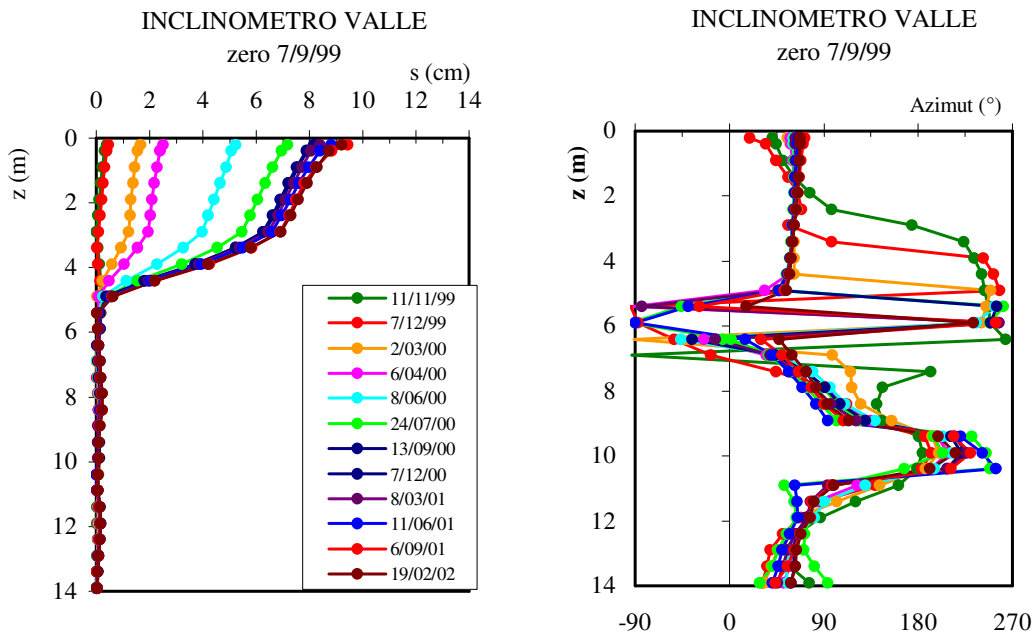 INCLINOMETRO VALLE
zero 7/9/99
s (cm)
0 2 4 6 8 10 12 14
z (m)
0
2
4
6
8
10
12
14
11/11/99
7/12/99
2/03/00
6/04/00
8/06/00
24/07/00
13/09/00
7/12/00
8/03/01
11/06/01
6/09/01
19/02/02
INCLINOMETRO VALLE
zero 7/9/99
Azimut (°)
z (m)
0
2
4
6
8
10
12
14
-90 0 90 180 270